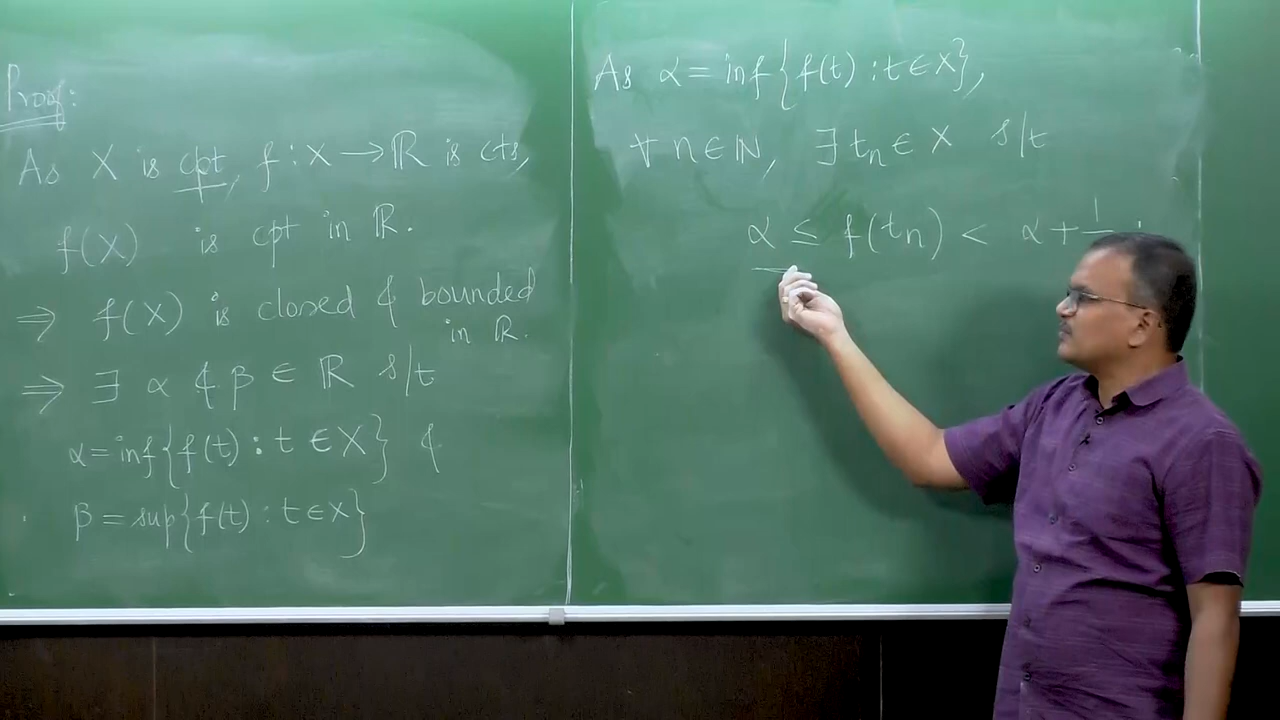 Proof:
As X is cpt, f : X → ℝ is cts,
f(X) is cpt in ℝ.
⇒ f(X) is closed & bounded
in ℝ.
⇒ ∃ α & β ∈ ℝ s/t
α = inf{f(t) : t ∈ X} &
β = sup{f(t) : t ∈ X}
As α = inf{f(t) : t ∈ X},
∀ n ∈ ℕ, ∃ tₙ ∈ X s/t
α ≤ f(tₙ) < α + 1